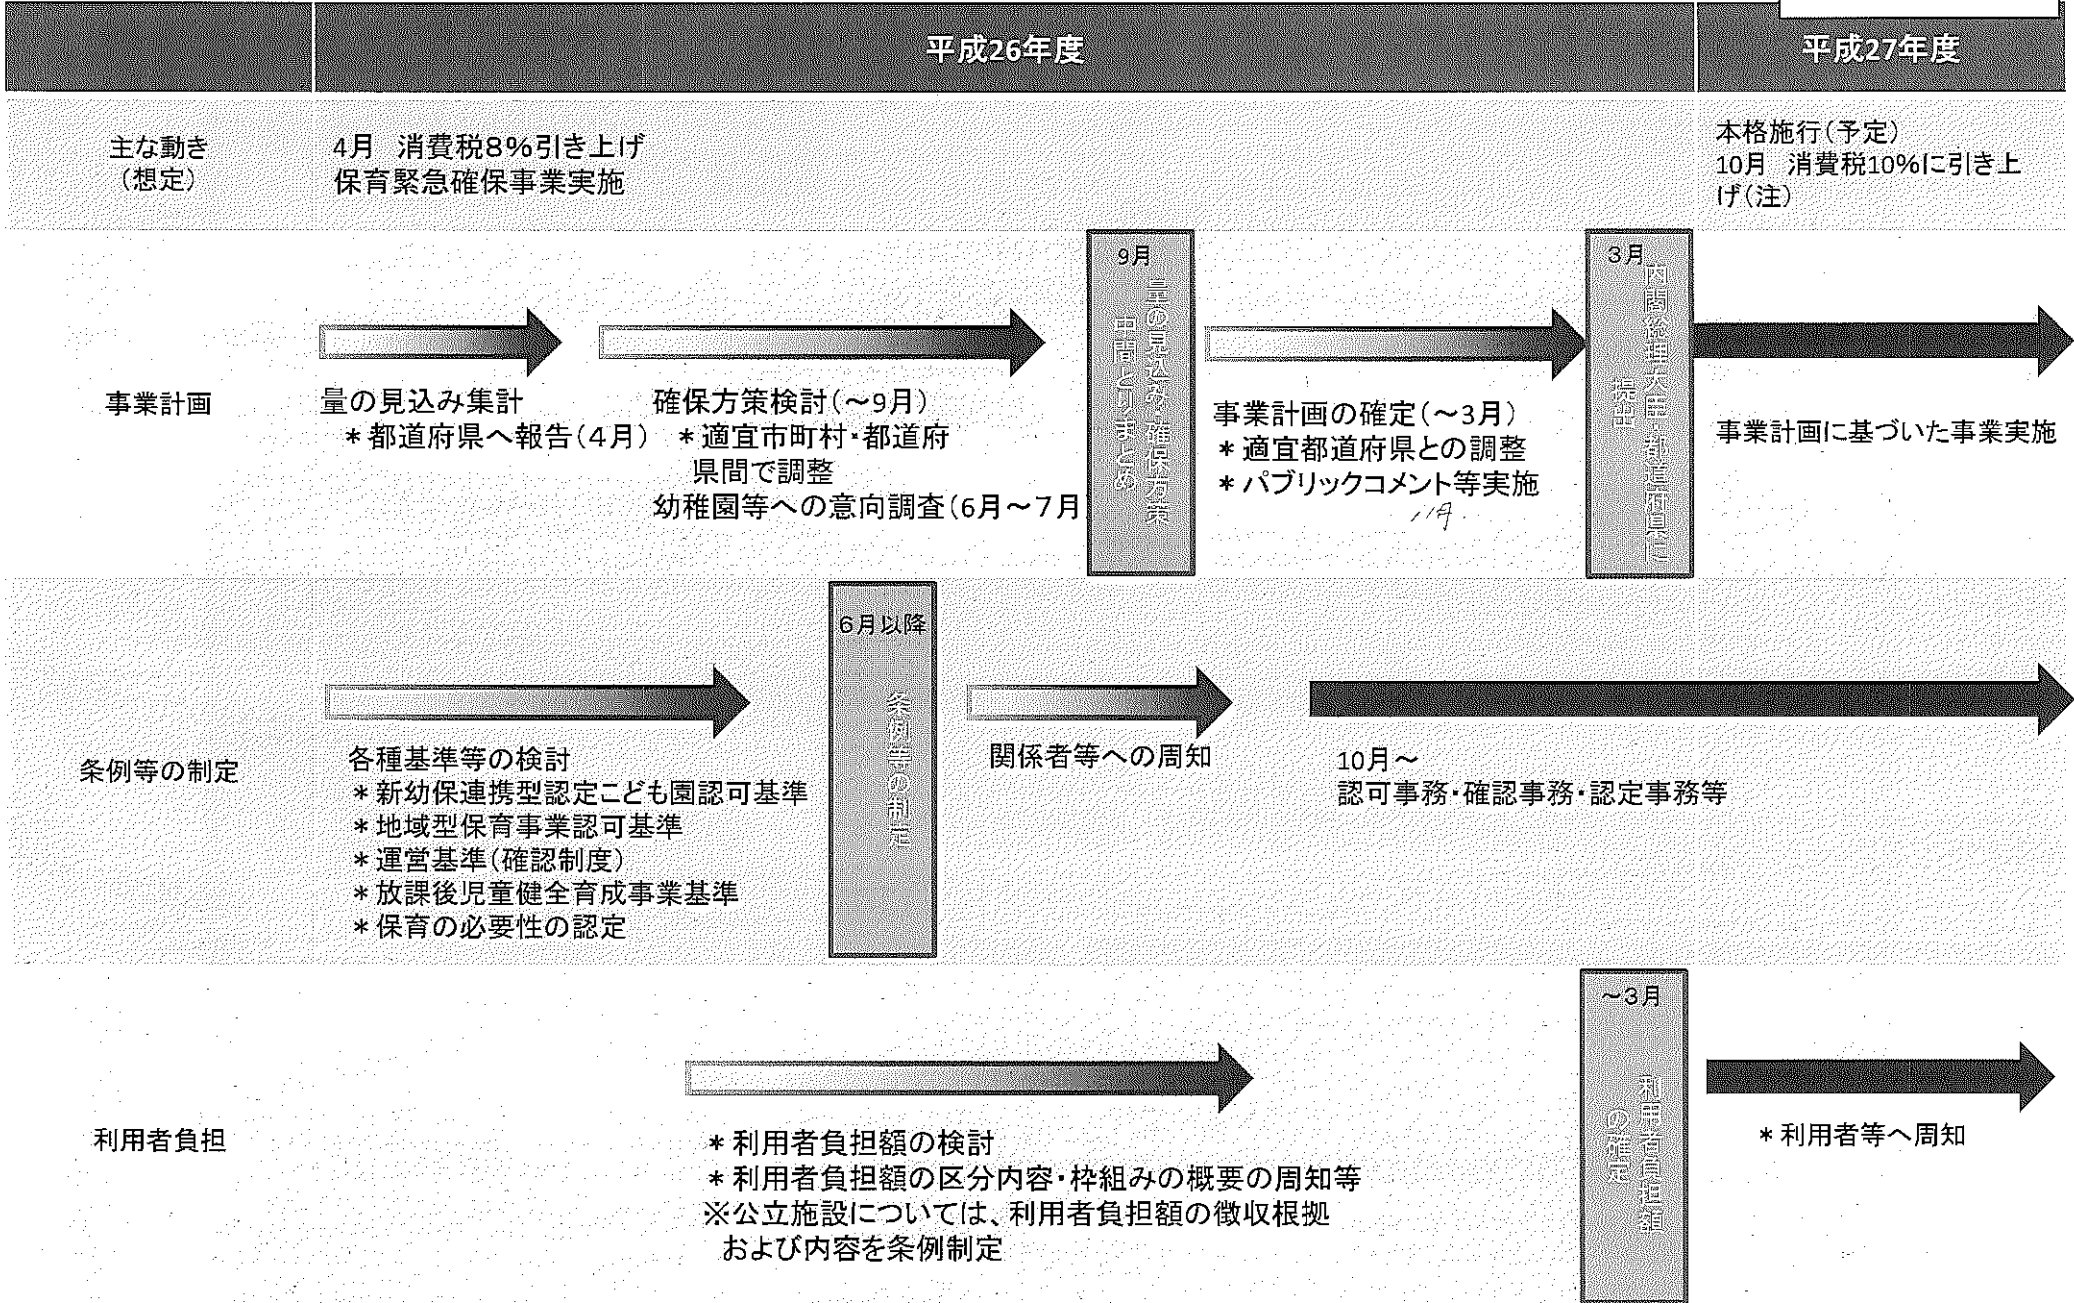 平成26年度
平成27年度
主な動き
（想定）
4月　消費税８％引き上げ
保育緊急確保事業実施
本格施行（予定）
10月　消費税10％に引き上
げ（注）
事業計画
量の見込み集計
＊都道府県へ報告（４月）
確保方策検討（～9月）
＊適宜市町村・都道府
県間で調整
幼稚園等への意向調査（6月～７月
9月
量の見込み・確保方策
中間とりまとめ
事業計画の確定（～3月）
＊適宜都道府県との調整
＊パブリックコメント等実施
11月
３月
内閣総理大臣・都道府県に
提出
事業計画に基づいた事業実施
条例等の制定
各種基準等の検討
＊新幼保連携型認定こども園認可基準
＊地域型保育事業認可基準
＊運営基準（確認制度）
＊放課後児童健全育成事業基準
＊保育の必要性の認定
６月以降
条例等の制定
関係者等への周知
10月～
認可事務・確認事務・認定事務等
利用者負担
＊利用者負担額の検討
＊利用者負担額の区分内容・枠組みの概要の周知等
※公立施設については、利用者負担額の徴収根拠
および内容を条例制定
～３月
利用者負担額
の確定
＊利用者等へ周知